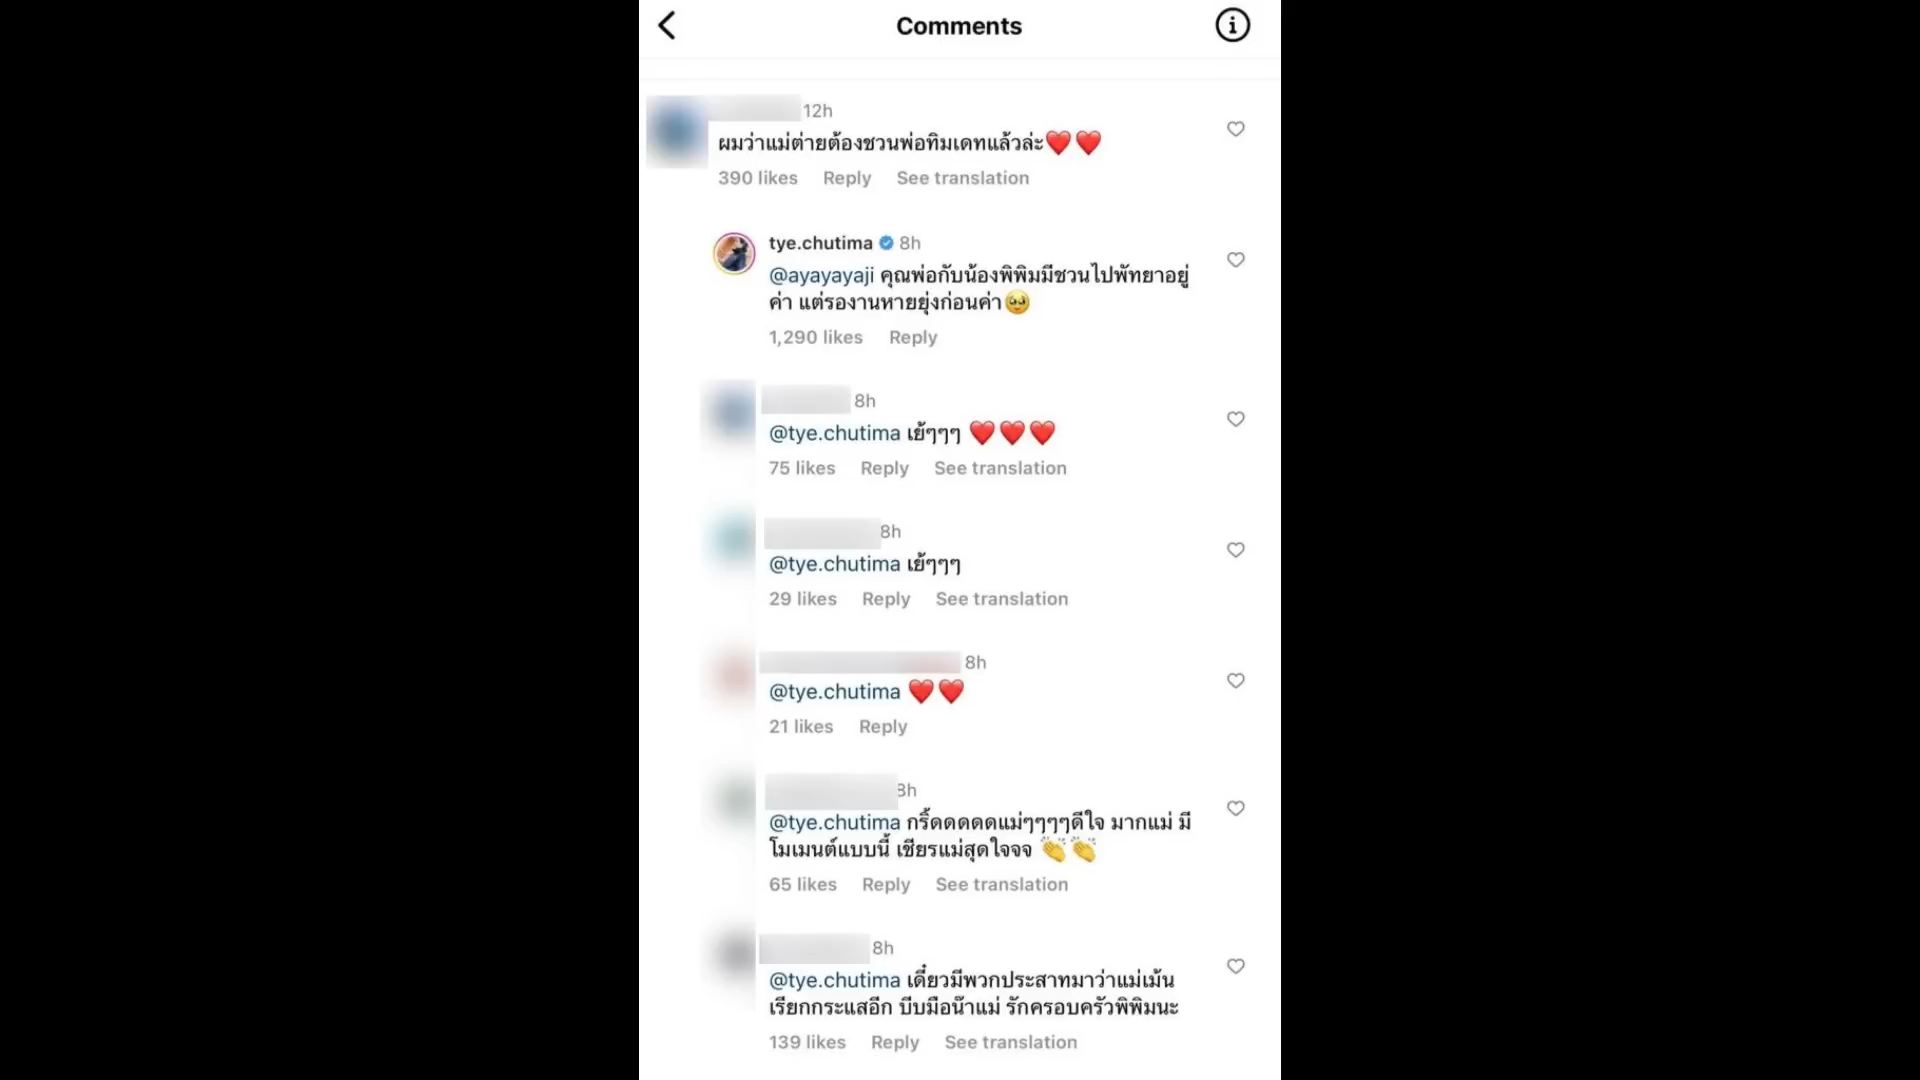 Comments
12h
ผมว่าแม่ต่ายต้องชวนพ่อทิมเดทแล้วล่ะ❤️❤️
390 likes Reply See translation
tye.chutima 8h
@ayayayaji คุณพ่อกับน้องพิพิมมีชวนไปพัทยาอยู่
ค่า แต่รองานหายยุ่งก่อนค่า🥹
1,290 likes Reply
8h
@tye.chutima เย้ๆๆๆ ❤️❤️❤️
75 likes Reply See translation
8h
@tye.chutima เย้ๆๆๆ
29 likes Reply See translation
8h
@tye.chutima ❤️❤️
21 likes Reply
8h
@tye.chutima กริ้ดดดดดแม่ๆๆๆๆดีใจ มากแม่ มี
โมเมนต์แบบนี้ เชียรแม่สุดใจจจ 👏👏
65 likes Reply See translation
8h
@tye.chutima เดี๋ยวมีพวกประสาทมาว่าแม่เม้น
เรียกกระแสอีก บีบมือน๊าแม่ รักครอบครัวพิพิมนะ
139 likes Reply See translation